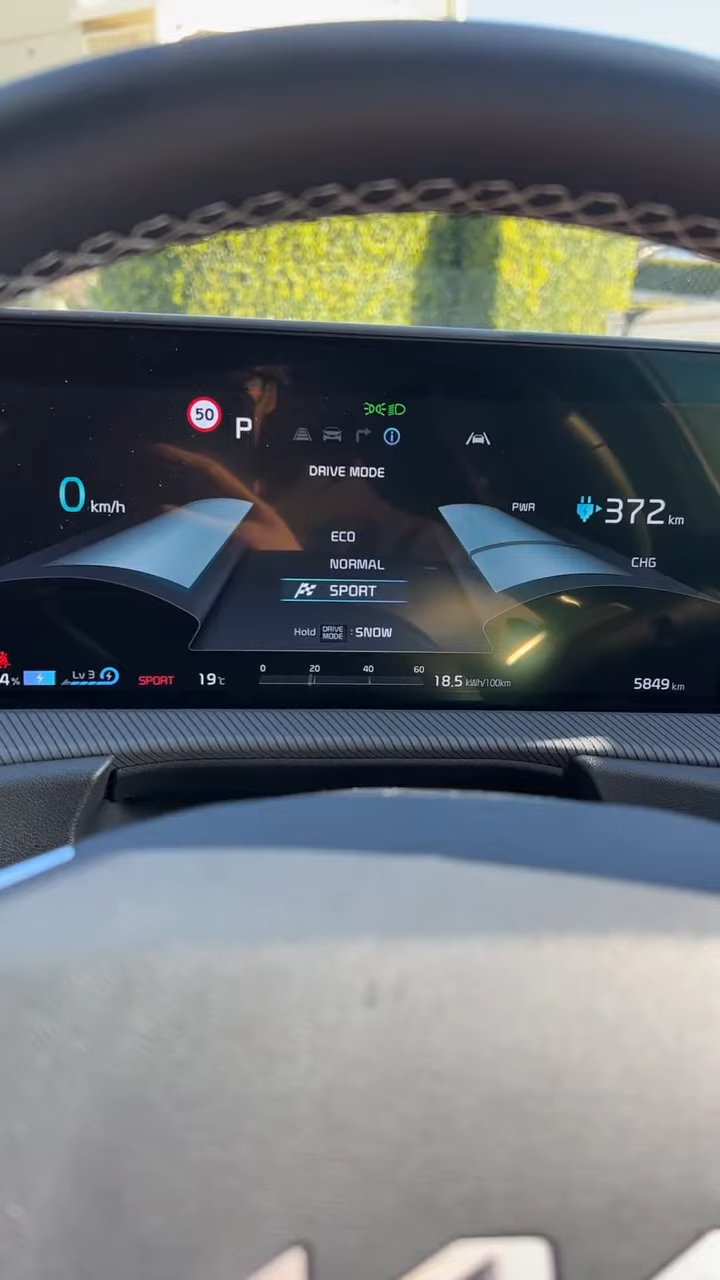 50
P
DRIVE MODE
0 km/h
PWR
372 km
ECO
NORMAL
CHG
SPORT
Hold DRIVE MODE : SNOW
4%
Lv 3
SPORT
19°c
0 20 40 60
18.5 kWh/100km
5849 km